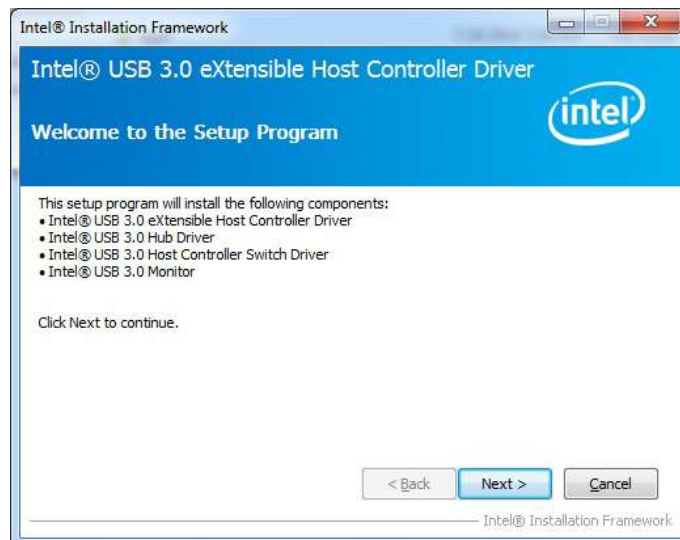 Intel® Installation Framework
Intel® USB 3.0 eXtensible Host Controller Driver
intel
Welcome to the Setup Program
This setup program will install the following components:
• Intel® USB 3.0 eXtensible Host Controller Driver
• Intel® USB 3.0 Hub Driver
• Intel® USB 3.0 Host Controller Switch Driver
• Intel® USB 3.0 Monitor
Click Next to continue.
< Back Next > Cancel
Intel® Installation Framework